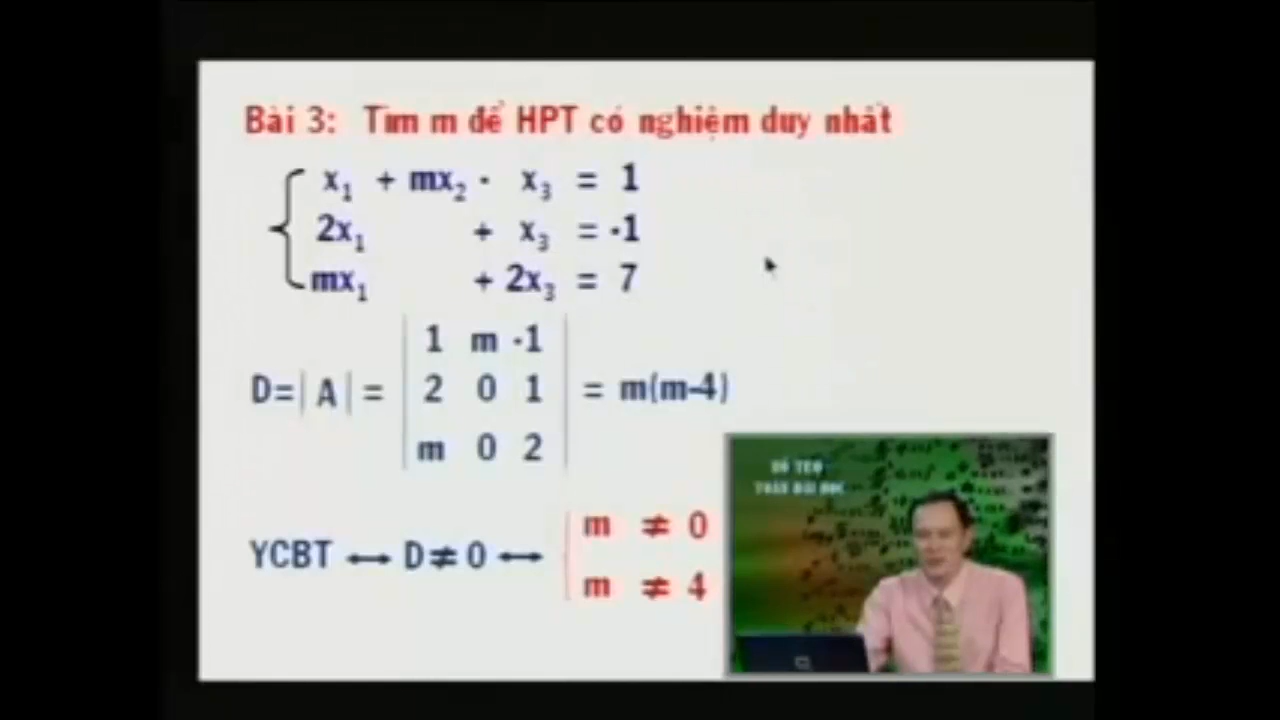 Bài 3: Tìm m để HPT có nghiệm duy nhất
x₁ + mx₂ - x₃ = 1
2x₁ + x₃ = -1
mx₁ + 2x₃ = 7
1 m -1
D=|A| = 2 0 1 = m(m-4)
m 0 2
m ≠ 0
YCBT ↔ D≠0 ↔
m ≠ 4